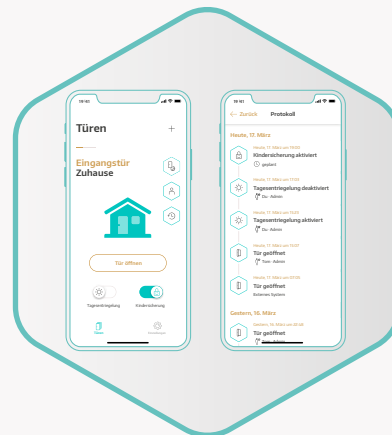 Türen
Eingangstür
Zuhause
Tür öffnen
Tagesentriegelung
Kindersicherung
Türen
Zurück
Protokoll
Heute, 17. März
Kindersicherung aktiviert
geplant
Tagesentriegelung deaktiviert
Du· Admin
Tagesentriegelung aktiviert
Du· Admin
Tür geöffnet
Tom· Admin
Tür geöffnet
Externes System
Gestern, 16. März
Tür geöffnet